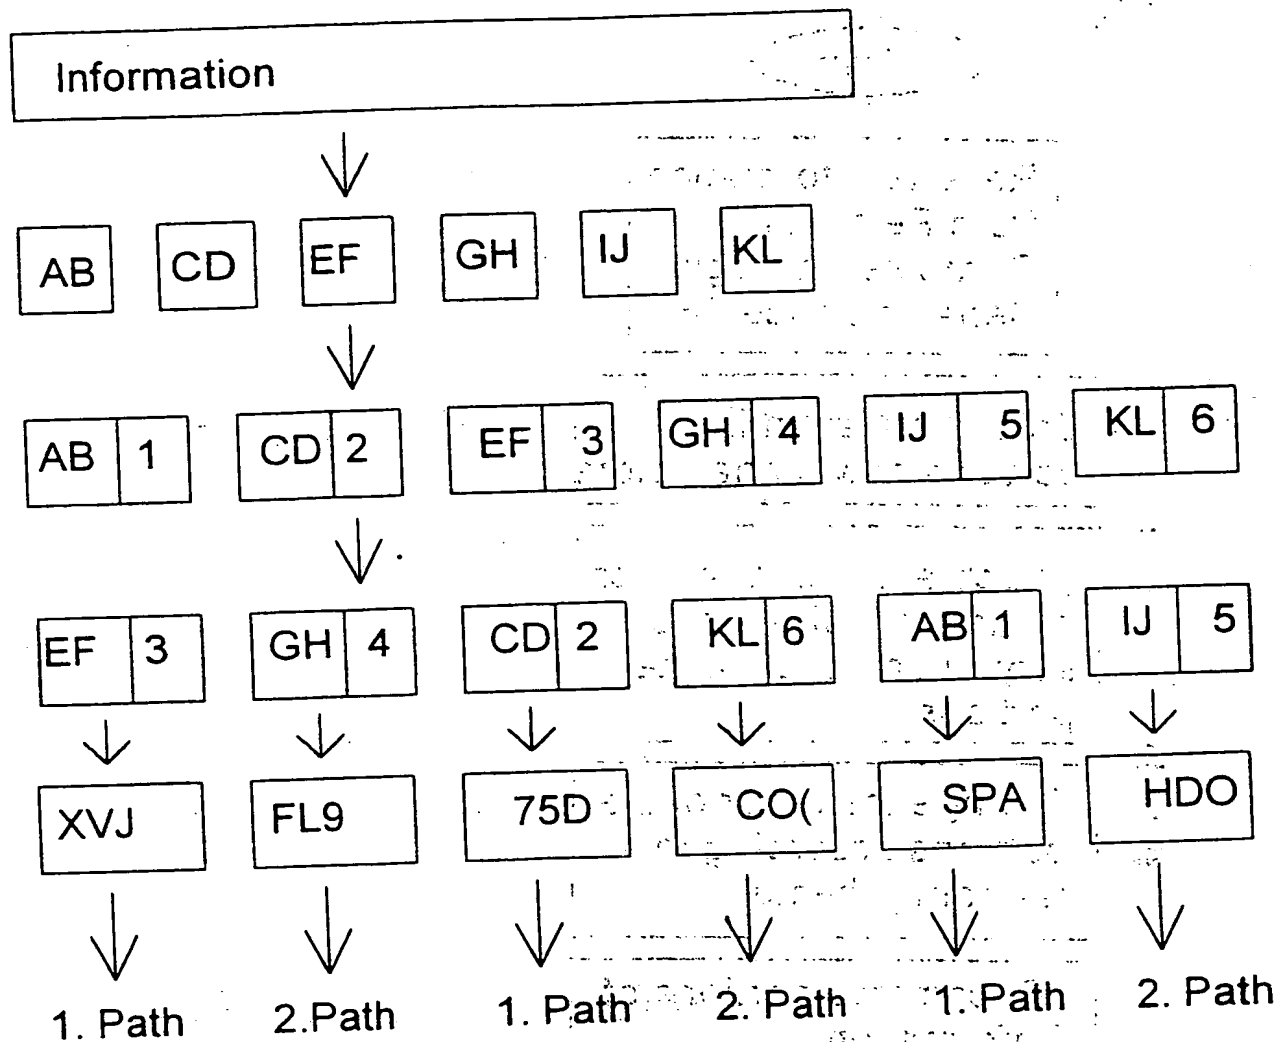 Information
AB CD EF GH IJ KL
AB 1 CD 2 EF 3 GH 4 IJ 5 KL 6
EF 3 GH 4 CD 2 KL 6 AB 1 IJ 5
XVJ FL9 75D CO( SPA HDO
1. Path 2.Path 1. Path 2. Path 1. Path 2. Path